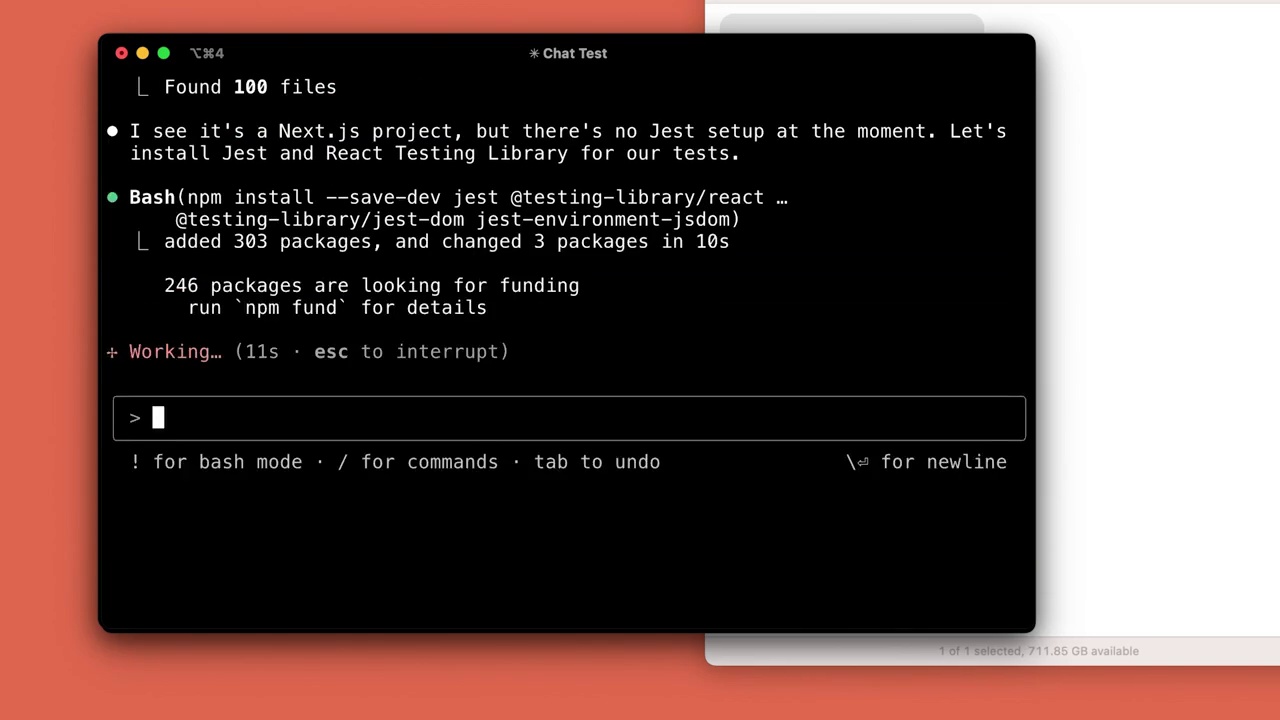 ⌥⌘4
✳ Chat Test
⎿ Found 100 files
● I see it's a Next.js project, but there's no Jest setup at the moment. Let's
install Jest and React Testing Library for our tests.
● Bash(npm install --save-dev jest @testing-library/react …
@testing-library/jest-dom jest-environment-jsdom)
⎿ added 303 packages, and changed 3 packages in 10s
246 packages are looking for funding
run `npm fund` for details
✢ Working… (11s · esc to interrupt)
>
! for bash mode · / for commands · tab to undo
\⏎ for newline
1 of 1 selected, 711.85 GB available